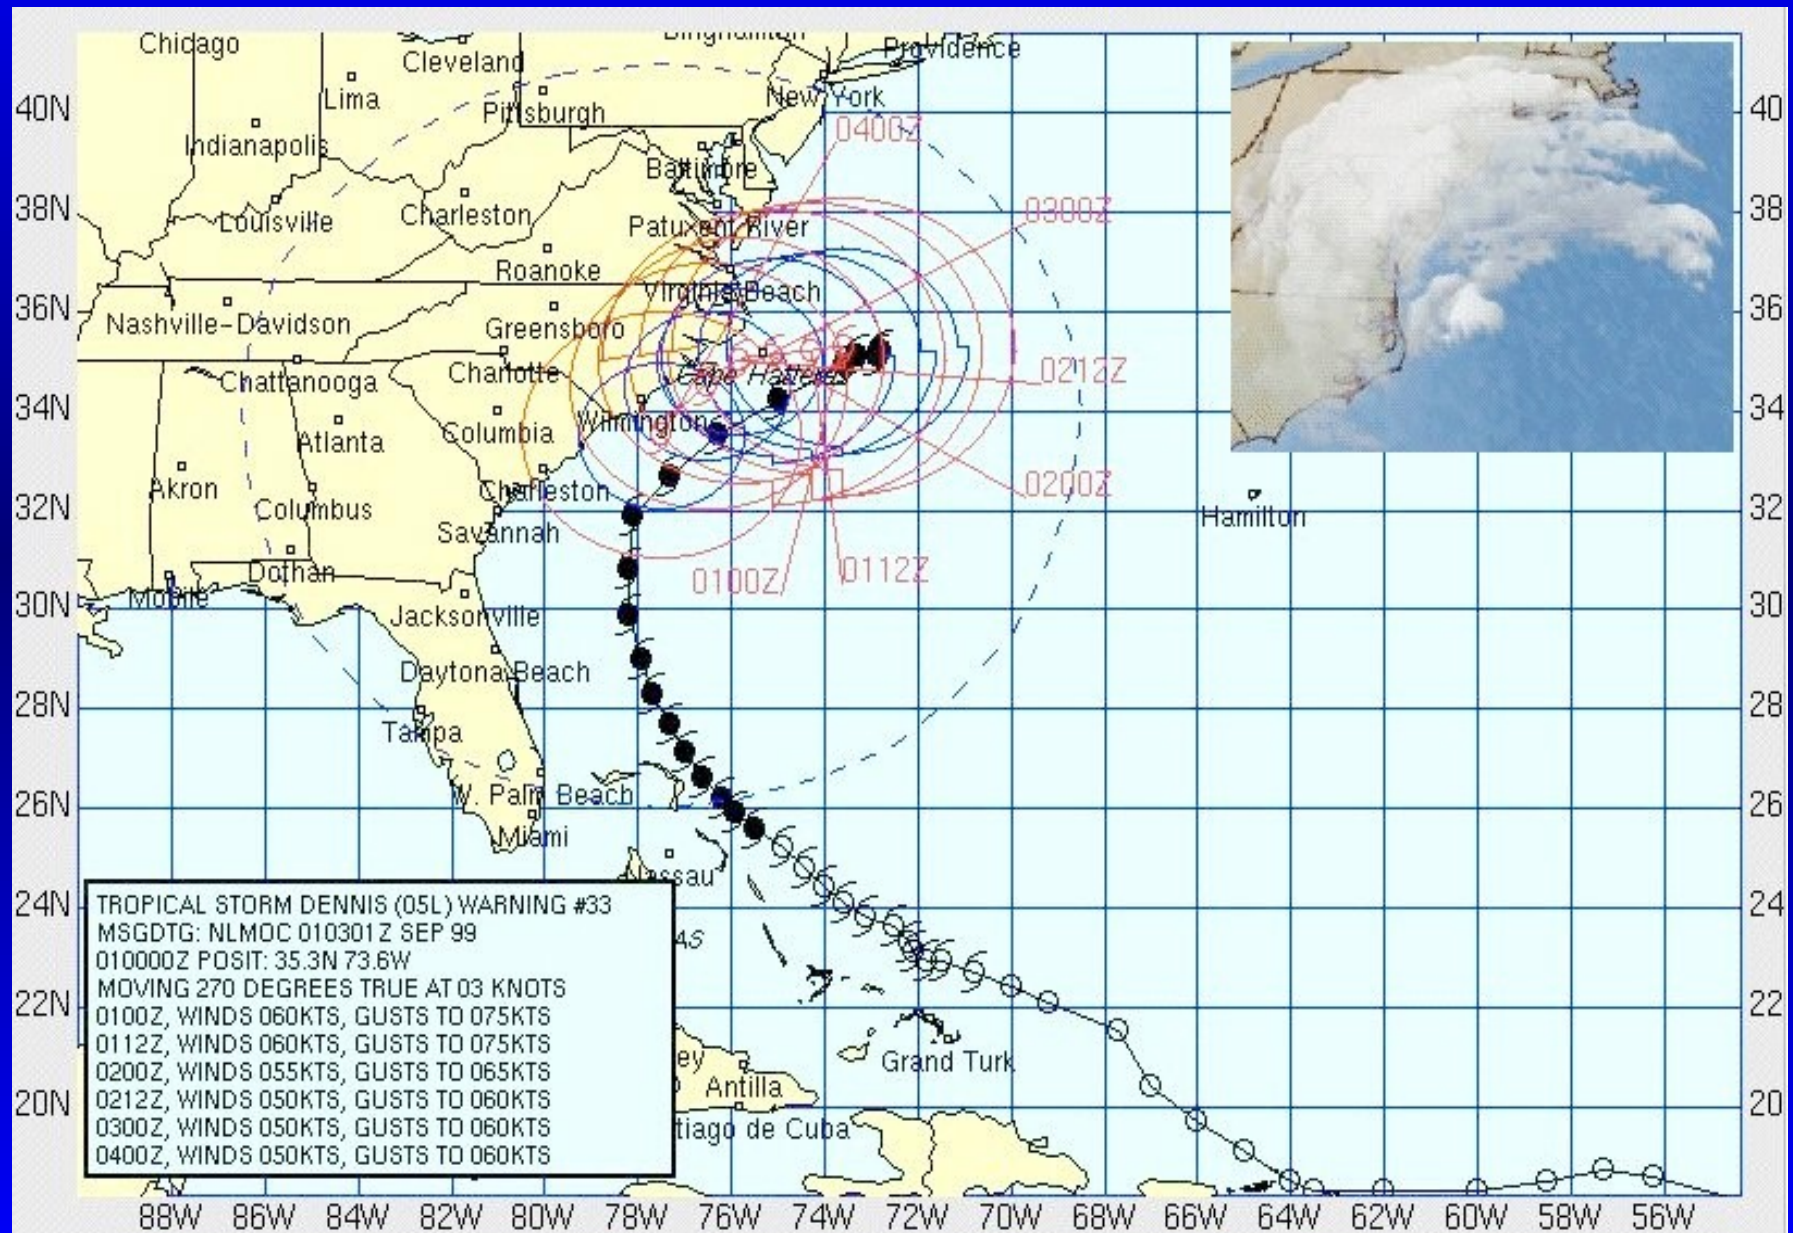 Chicago
Cleveland
Binghamton
Providence
Lima
Pittsburgh
New York
40N
40
0400Z
Indianapolis
Baltimore
38N
Louisville
Charleston
Patuxent River
0300Z
38
Roanoke
Virginia Beach
36N
Nashville-Davidson
Greensboro
36
Chattanooga
Charlotte
Cape Hatteras
0212Z
34N
Atlanta
Columbia
Wilmington
34
Akron
Columbus
Charleston
0200Z
32N
Savannah
Hamilton
32
Dothan
0100Z
0112Z
30N
Mobile
Jacksonville
30
Daytona Beach
28N
Tampa
28
26N
W. Palm Beach
26
Miami
Nassau
24N
24
AS
TROPICAL STORM DENNIS (05L) WARNING #33
MSGDTG: NLMOC 010301Z SEP 99
010000Z POSIT: 35.3N 73.6W
MOVING 270 DEGREES TRUE AT 03 KNOTS
0100Z, WINDS 060KTS, GUSTS TO 075KTS
0112Z, WINDS 060KTS, GUSTS TO 075KTS
0200Z, WINDS 055KTS, GUSTS TO 065KTS
0212Z, WINDS 050KTS, GUSTS TO 060KTS
0300Z, WINDS 050KTS, GUSTS TO 060KTS
0400Z, WINDS 050KTS, GUSTS TO 060KTS
22N
22
ey
Grand Turk
Antilla
20N
20
tiago de Cuba
88W 86W 84W 82W 80W 78W 76W 74W 72W 70W 68W 66W 64W 62W 60W 58W 56W